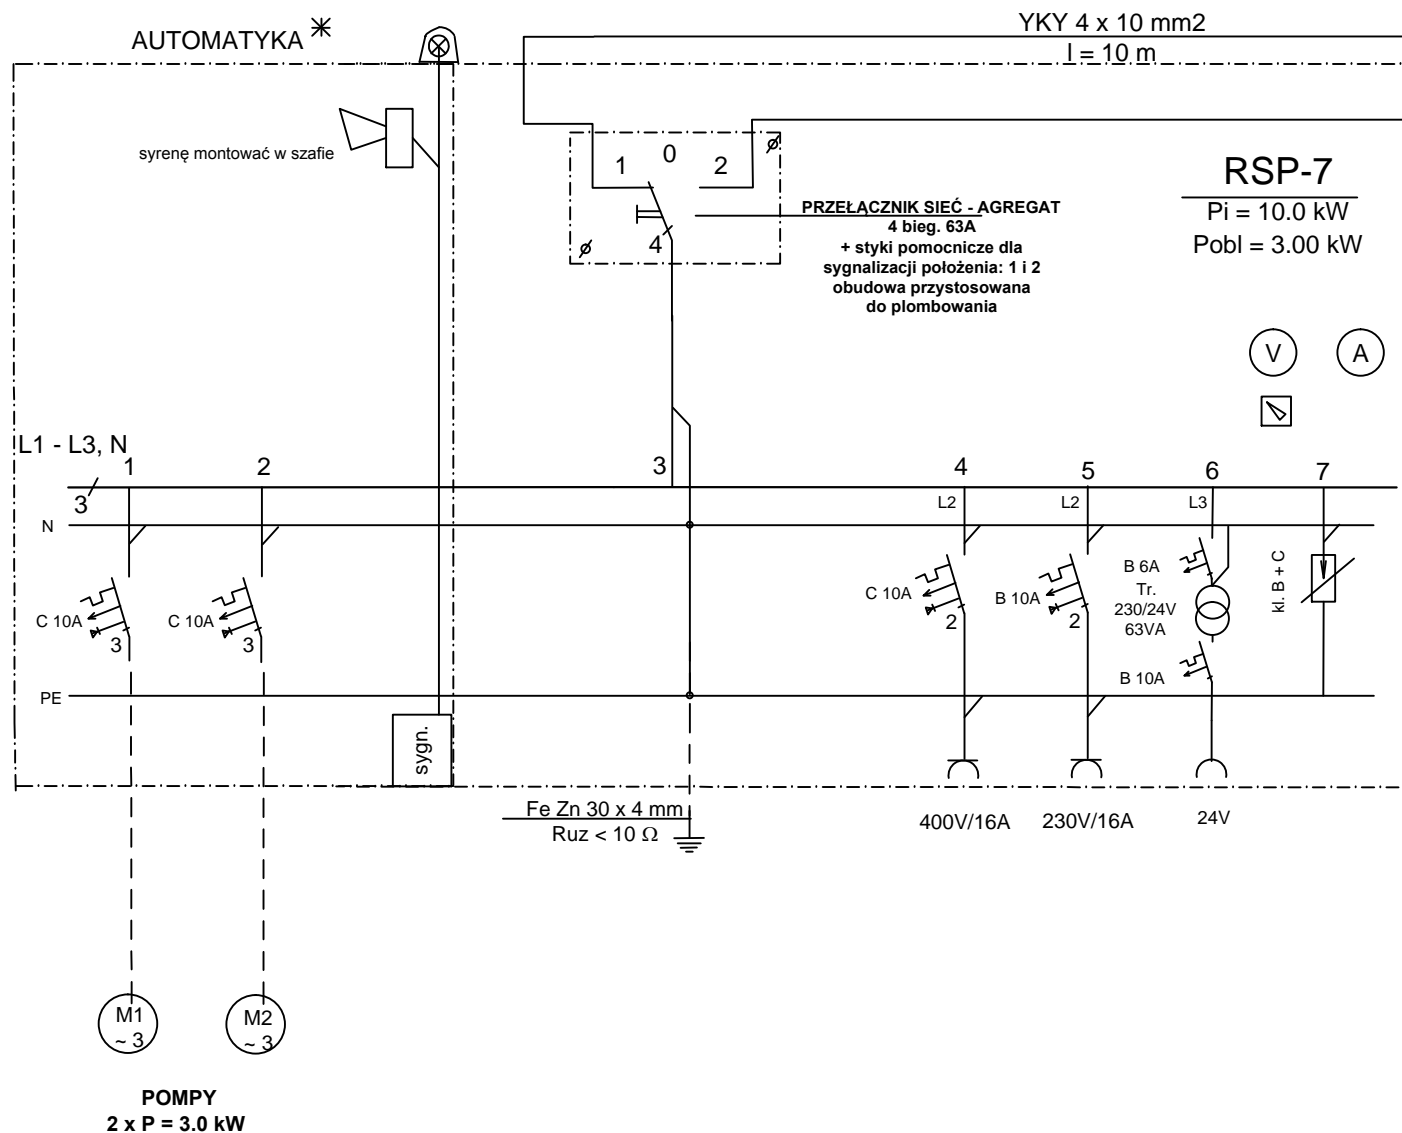 YKY 4 x 10 mm2
l = 10 m
AUTOMATYKA *
syrenę montować w szafie
1 0 2
4
PRZEŁĄCZNIK SIEĆ - AGREGAT
4 bieg. 63A
+ styki pomocnicze dla
sygnalizacji położenia: 1 i 2
obudowa przystosowana
do plombowania
RSP-7
Pi = 10.0 kW
Pobl = 3.00 kW
V A
L1 - L3, N
1 2 3 4 5 6 7
3
L2 L2 L3
N
C 10A
3
C 10A
3
C 10A
2
B 10A
2
B 6A
Tr.
230/24V
63VA
B 10A
kl. B + C
PE
sygn.
Fe Zn 30 x 4 mm
Ruz < 10 Ω
400V/16A
230V/16A
24V
M1
~ 3
M2
~ 3
POMPY
2 x P = 3.0 kW